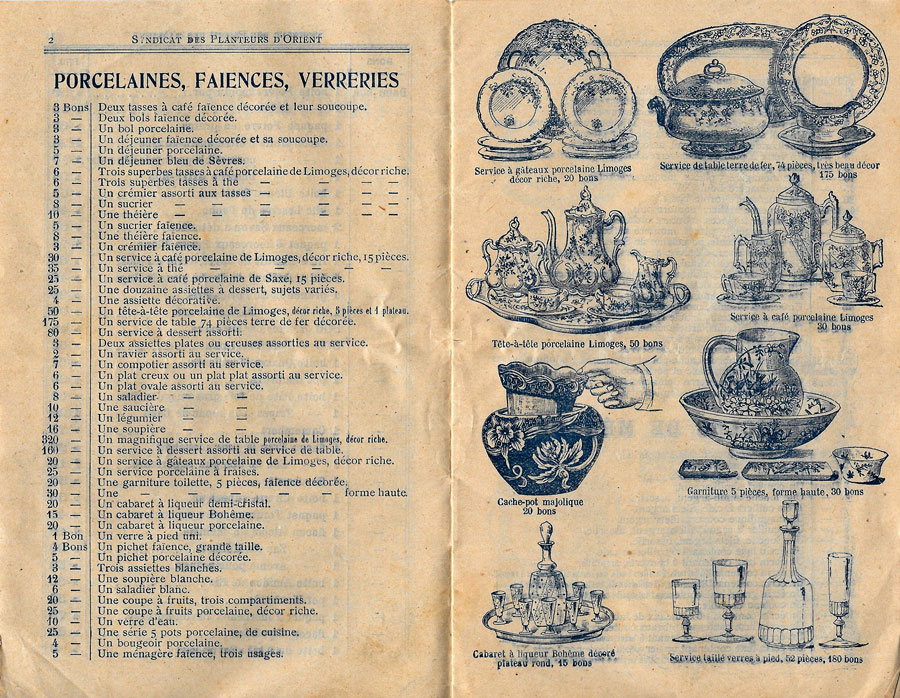 2 SYNDICAT DES PLANTEURS D'ORIENT
PORCELAINES, FAIENCES, VERRERIES
3 Bons Deux tasses à café faïence décorée et leur soucoupe.
3 — Deux bols faïence décorée.
3 — Un bol porcelaine.
3 — Un déjeuner faïence décorée et sa soucoupe.
5 — Un déjeuner porcelaine.
7 — Un déjeuner bleu de Sèvres.
6 — Trois superbes tasses à café porcelaine de Limoges, décor riche.
6 — Trois superbes tasses à thé — — —
5 — Un crémier assorti aux tasses — — — —
8 — Un sucrier — — — — — —
10 — Une théière — — — — — —
5 — Un sucrier faïence.
8 — Une théière faïence.
3 — Un crémier faïence.
30 — Un service à café porcelaine de Limoges, décor riche, 15 pièces.
35 — Un service à thé — — — — —
25 — Un service à café porcelaine de Saxe, 15 pièces.
25 — Une douzaine assiettes à dessert, sujets variés.
4 — Une assiette décorative.
50 — Un tête-à-tête porcelaine de Limoges, décor riche, 5 pièces et 1 plateau.
175 — Un service de table 74 pièces terre de fer décorée.
80 — Un service à dessert assorti.
3 — Deux assiettes plates ou creuses assorties au service.
2 — Un ravier assorti au service.
7 — Un compotier assorti au service.
6 — Un plat creux ou un plat plat assorti au service.
6 — Un plat ovale assorti au service.
8 — Un saladier — —
10 — Une saucière — —
12 — Un légumier — —
16 — Une soupière — —
320 — Un magnifique service de table porcelaine de Limoges, décor riche.
160 — Un service à dessert assorti au service de table.
20 — Un service à gâteaux porcelaine de Limoges, décor riche.
25 — Un service porcelaine à fraises.
20 — Une garniture toilette, 5 pièces, faïence décorée.
30 — Une — — — — — — forme haute.
20 — Un cabaret à liqueur demi-cristal.
15 — Un cabaret à liqueur Bohême.
20 — Un cabaret à liqueur porcelaine.
1 Bon Un verre à pied uni.
4 Bons Un pichet faïence, grande taille.
5 — Un pichet porcelaine décorée.
3 — Trois assiettes blanches.
12 — Une soupière blanche.
6 — Un saladier blanc.
20 — Une coupe à fruits, trois compartiments.
25 — Une coupe à fruits porcelaine, décor riche.
10 — Un verre d'eau.
25 — Une série 5 pots porcelaine, de cuisine.
4 — Un bougeoir porcelaine.
5 — Une ménagère faïence, trois usages.
Service à gâteaux porcelaine Limoges
décor riche, 20 bons
Service de table terre de fer, 74 pièces, très beau décor
175 bons
Tête-à-tête porcelaine Limoges, 50 bons
Service à café porcelaine Limoges
30 bons
Cache-pot majolique
20 bons
Garniture 5 pièces, forme haute, 30 bons
Cabaret à liqueur Bohême décoré
plateau rond, 15 bons
Service taillé verres à pied, 52 pièces, 180 bons